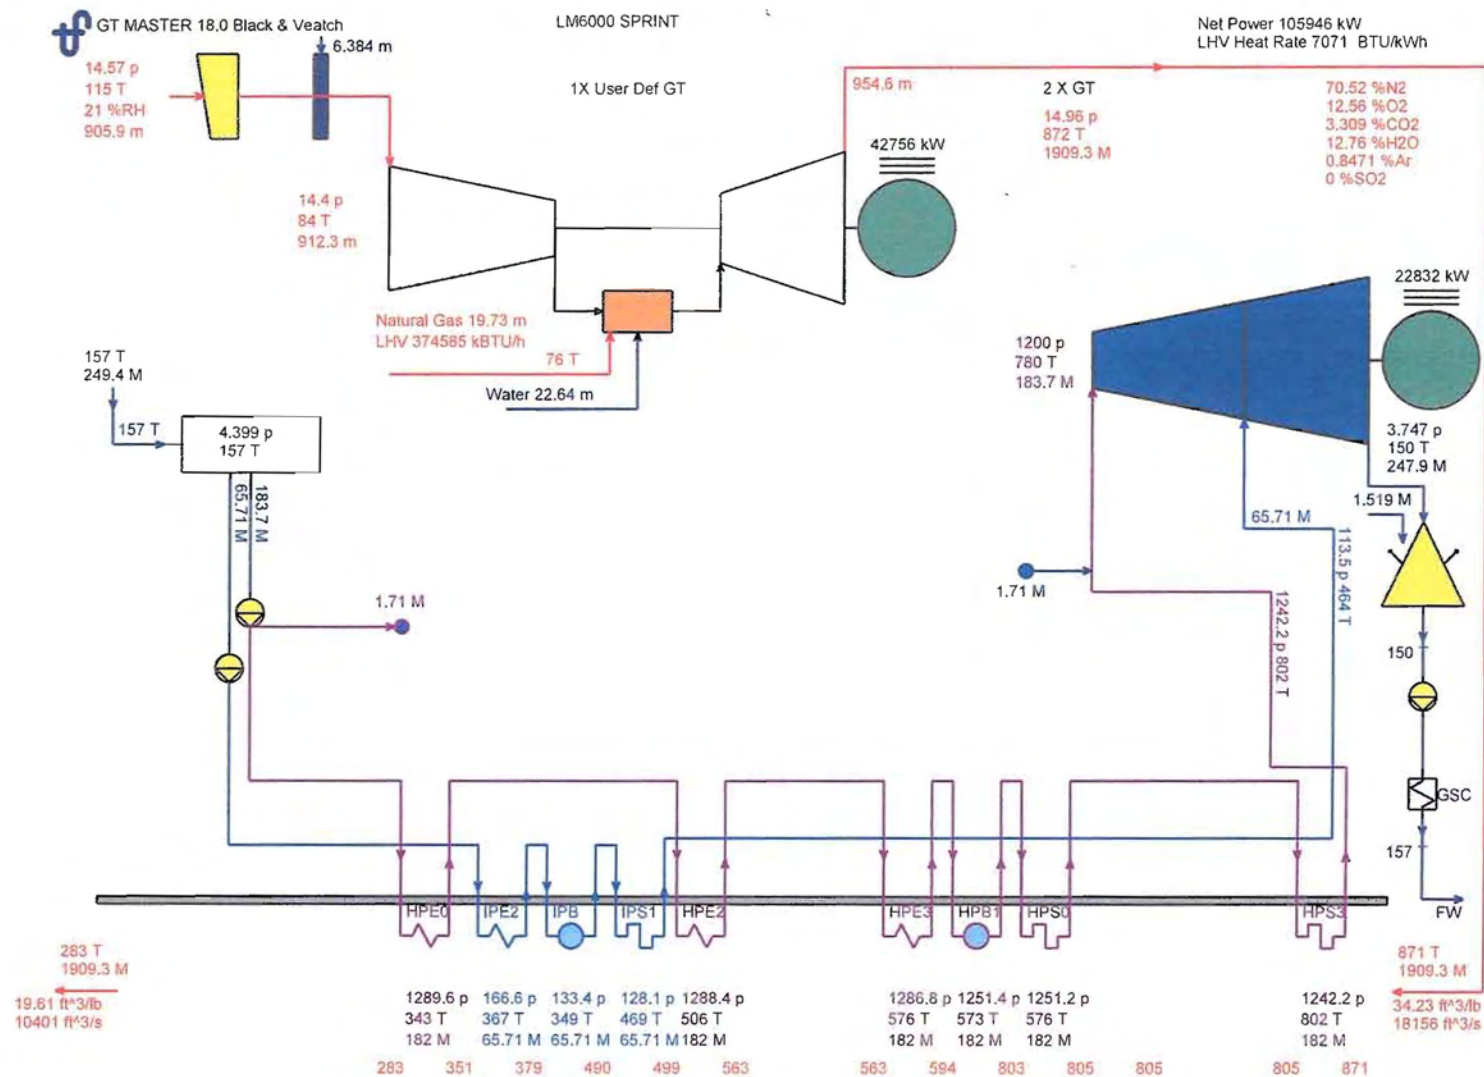 GT MASTER 18.0 Black & Veatch
LM6000 SPRINT
Net Power 105946 kW
LHV Heat Rate 7071 BTU/kWh
6.384 m
14.57 p
115 T
21 %RH
905.9 m
1X User Def GT
954.6 m
2 X GT
14.96 p
872 T
1909.3 M
70.52 %N2
12.56 %O2
3.309 %CO2
12.76 %H2O
0.8471 %Ar
0 %SO2
42756 kW
14.4 p
84 T
912.3 m
22832 kW
Natural Gas 19.73 m
LHV 374585 kBTU/h
76 T
Water 22.64 m
1200 p
780 T
183.7 M
157 T
249.4 M
157 T
4.399 p
157 T
3.747 p
150 T
247.9 M
65.71 M
183.7 M
65.71 M
1.519 M
113.5 p 464 T
1.71 M
1.71 M
1242.2 p 802 T
150
GSC
157
FW
HPE0
IPE2
IPB
IPS1
HPE2
HPE3
HPB1
HPS0
HPS3
283 T
1909.3 M
19.61 ft^3/lb
10401 ft^3/s
871 T
1909.3 M
34.23 ft^3/lb
18156 ft^3/s
1289.6 p
343 T
182 M
166.6 p
367 T
65.71 M
133.4 p
349 T
65.71 M
128.1 p
469 T
65.71 M
1288.4 p
506 T
182 M
1286.8 p
576 T
182 M
1251.4 p
573 T
182 M
1251.2 p
576 T
182 M
1242.2 p
802 T
182 M
283 351 379 490 499 563 563 594 803 805 805 805 871